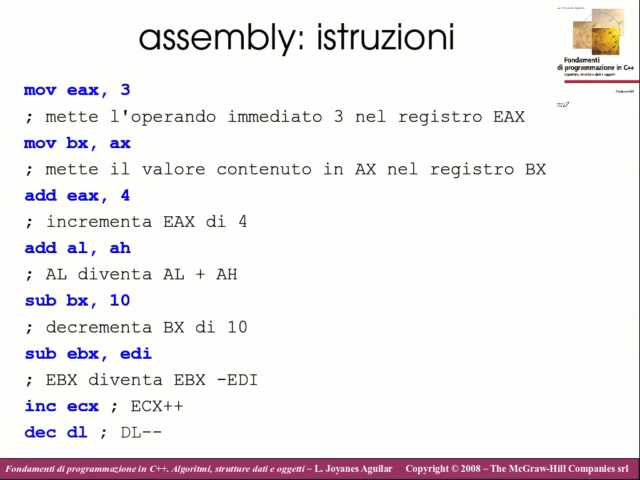 assembly: istruzioni
Fondamenti
di programmazione in C++
mov eax, 3
; mette l'operando immediato 3 nel registro EAX
mov bx, ax
; mette il valore contenuto in AX nel registro BX
add eax, 4
; incrementa EAX di 4
add al, ah
; AL diventa AL + AH
sub bx, 10
; decrementa BX di 10
sub ebx, edi
; EBX diventa EBX -EDI
inc ecx ; ECX++
dec dl ; DL--
Fondamenti di programmazione in C++. Algoritmi, strutture dati e oggetti – L. Joyanes Aguilar Copyright © 2008 – The McGraw-Hill Companies srl